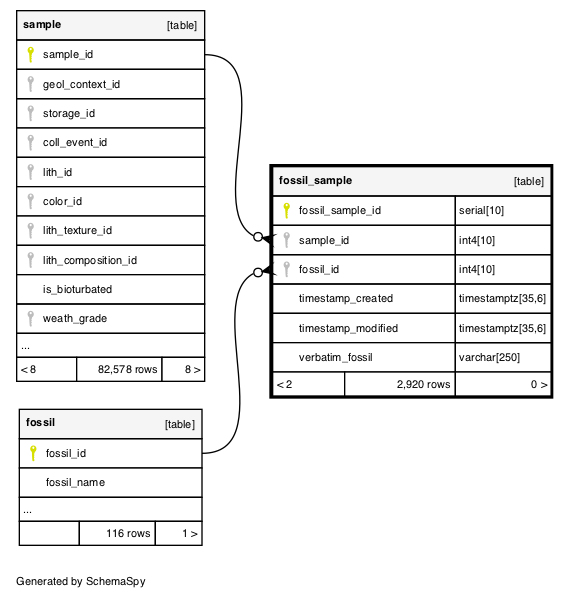 sample [table]
sample_id
geol_context_id
storage_id
coll_event_id
lith_id
color_id
lith_texture_id
lith_composition_id
is_bioturbated
weath_grade
...
< 8 82,578 rows 8 >
fossil_sample [table]
fossil_sample_id serial[10]
sample_id int4[10]
fossil_id int4[10]
timestamp_created timestamptz[35,6]
timestamp_modified timestamptz[35,6]
verbatim_fossil varchar[250]
< 2 2,920 rows 0 >
fossil [table]
fossil_id
fossil_name
...
116 rows 1 >
Generated by SchemaSpy